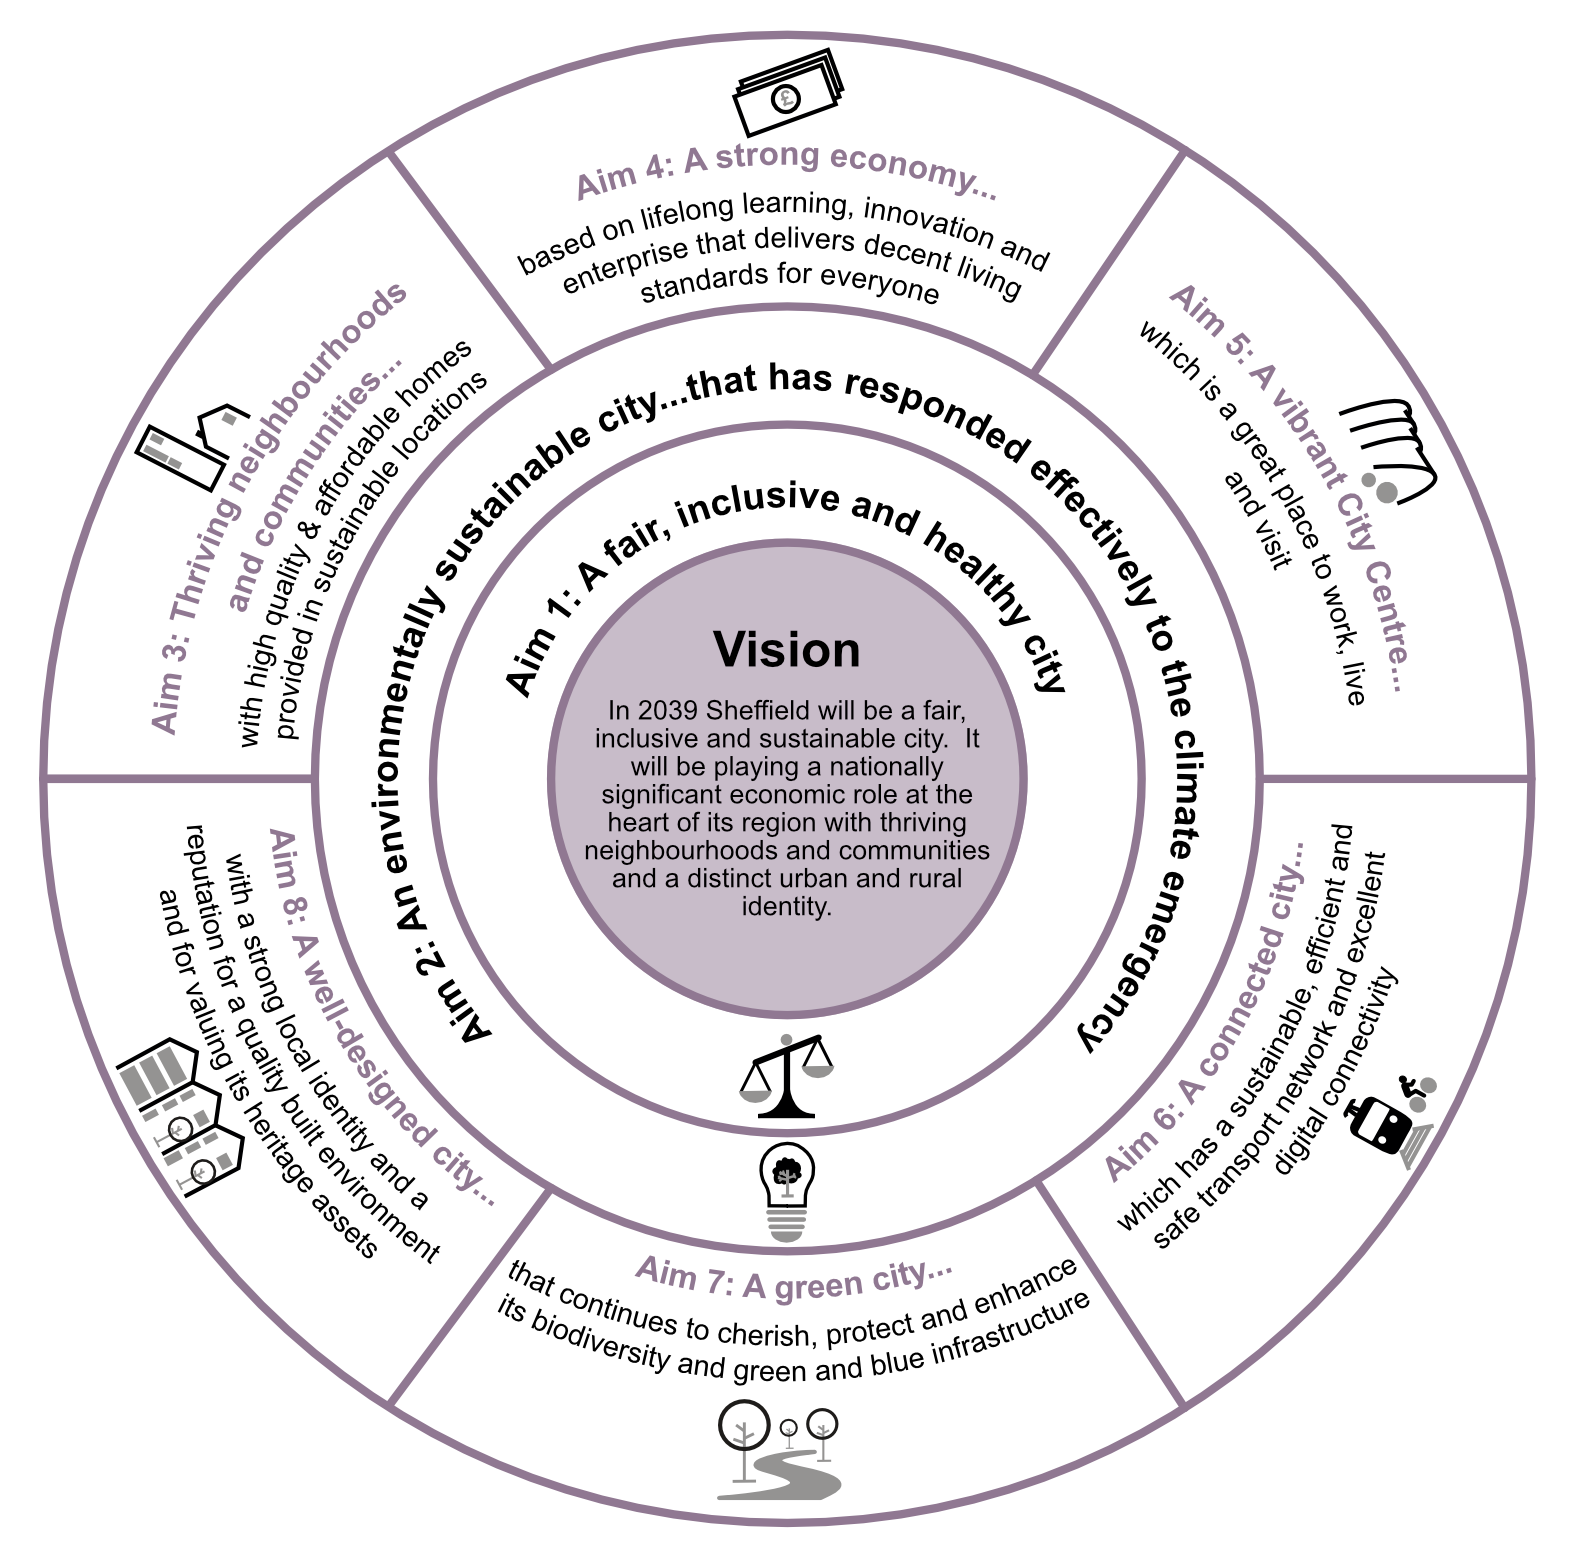 Vision
In 2039 Sheffield will be a fair,
inclusive and sustainable city.  It
will be playing a nationally
significant economic role at the
heart of its region with thriving
neighbourhoods and communities
and a distinct urban and rural
identity.
Aim 1: A fair, inclusive and healthy city
Aim 2: An environmentally sustainable city...that has responded effectively to the climate emergency
Aim 3: Thriving neighbourhoods
and communities...
with high quality & affordable homes
provided in sustainable locations
£
Aim 4: A strong economy...
based on lifelong learning, innovation and
enterprise that delivers decent living
standards for everyone
Aim 5: A vibrant City Centre...
which is a great place to work, live
and visit
Aim 6: A connected city...
which has a sustainable, efficient and
safe transport network and excellent
digital connectivity
Aim 7: A green city...
that continues to cherish, protect and enhance
its biodiversity and green and blue infrastructure
Aim 8: A well-designed city...
with a strong local identity and a
reputation for a quality built environment
and for valuing its heritage assets